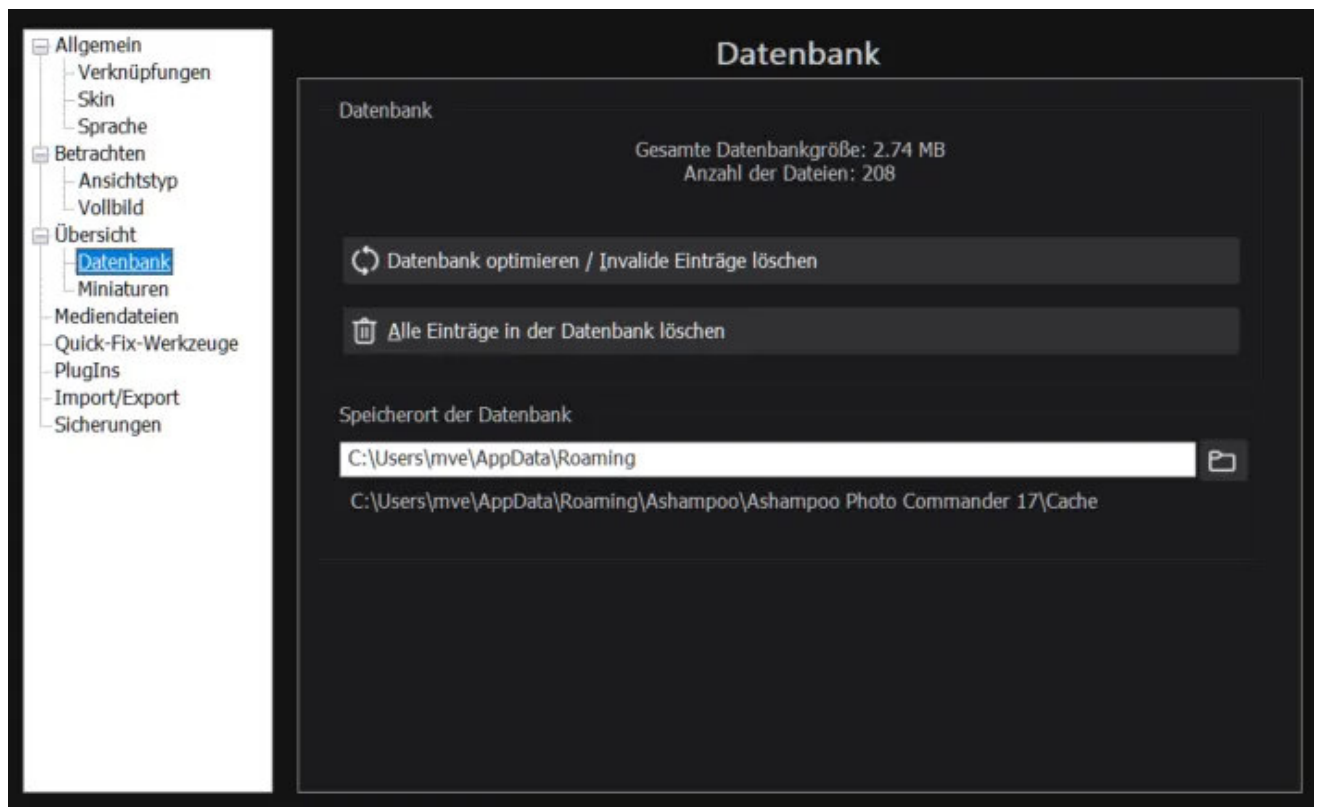 Allgemein
Verknüpfungen
Skin
Sprache
Betrachten
Ansichtstyp
Vollbild
Übersicht
Datenbank
Miniaturen
Mediendateien
Quick-Fix-Werkzeuge
PlugIns
Import/Export
Sicherungen
Datenbank
Datenbank
Gesamte Datenbankgröße: 2.74 MB
Anzahl der Dateien: 208
Datenbank optimieren / Invalide Einträge löschen
Alle Einträge in der Datenbank löschen
Speicherort der Datenbank
C:\Users\mve\AppData\Roaming
C:\Users\mve\AppData\Roaming\Ashampoo\Ashampoo Photo Commander 17\Cache